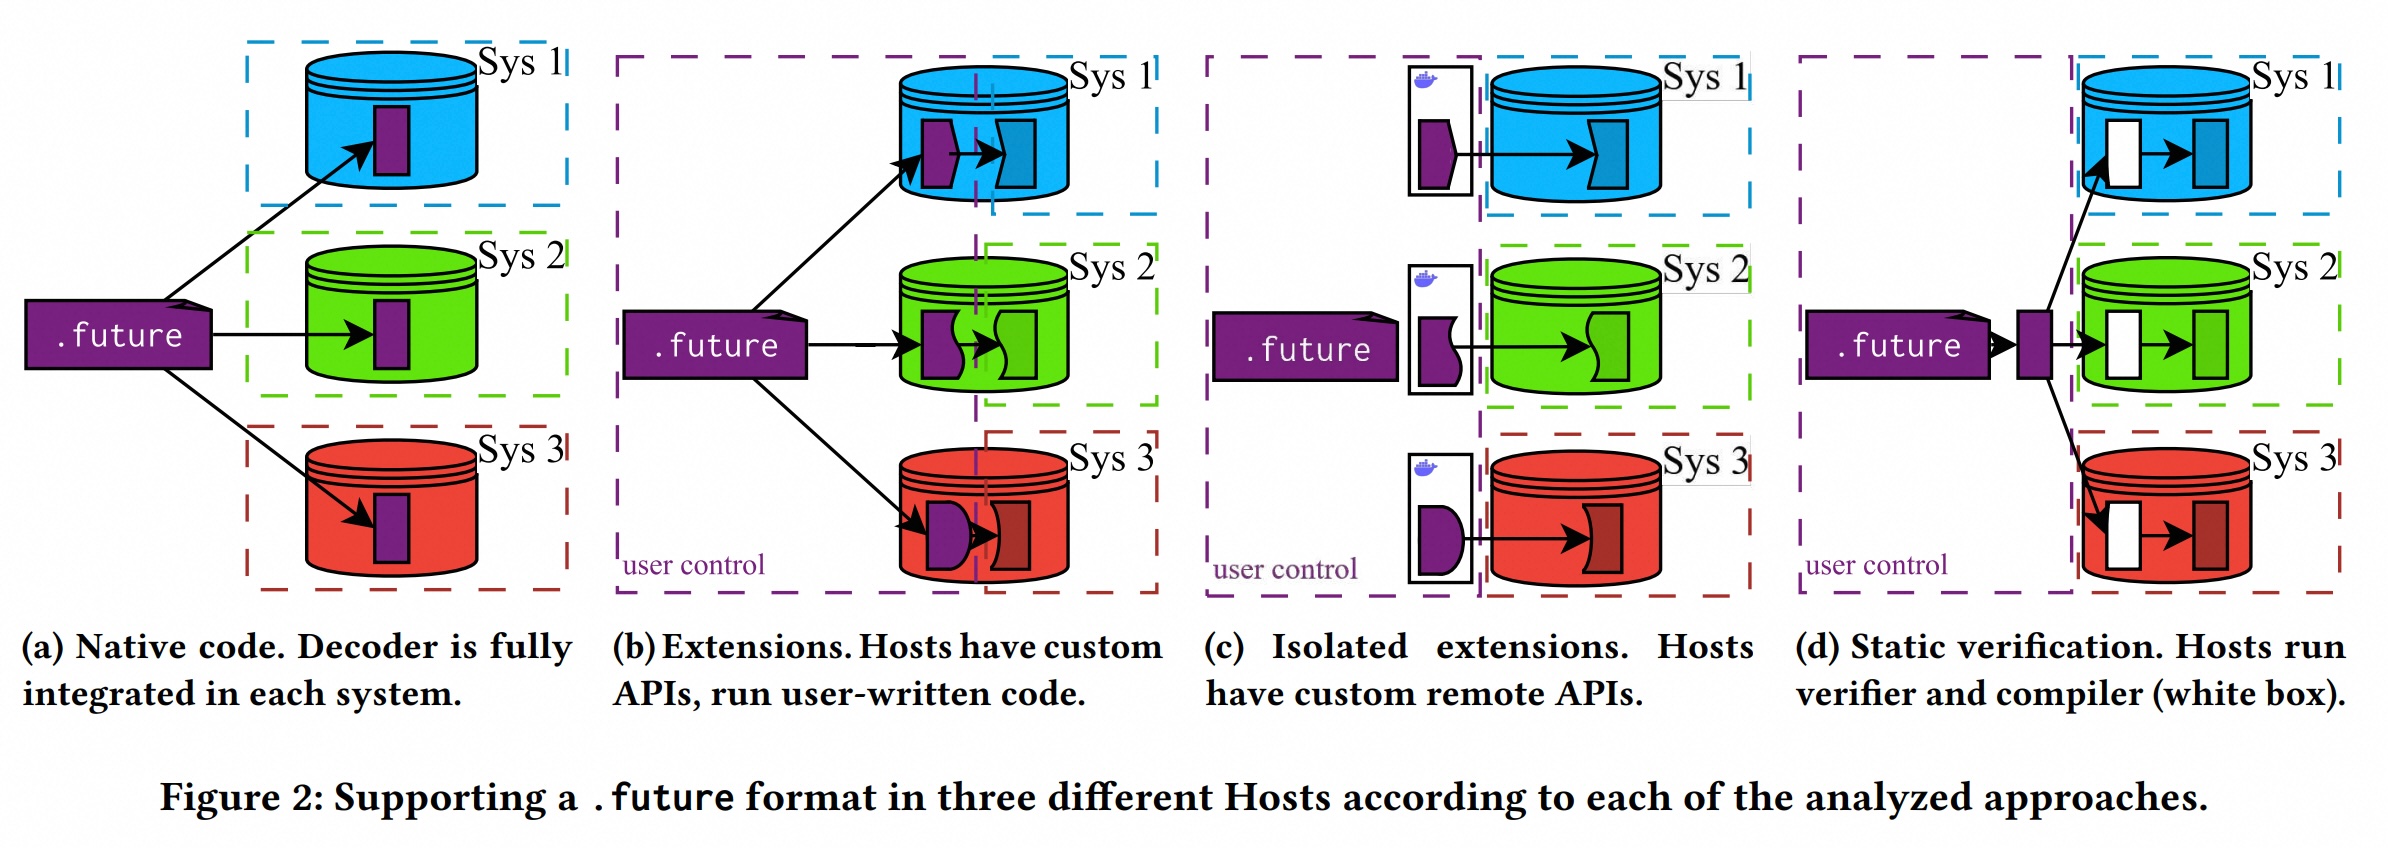 Sys 1
Sys 2
.future
Sys 3
Sys 1
Sys 2
.future
Sys 3
user control
Sys 1
Sys 2
.future
Sys 3
user control
Sys 1
Sys 2
.future
Sys 3
user control
(a) Native code. Decoder is fully
integrated in each system.
(b) Extensions. Hosts have custom
APIs, run user-written code.
(c) Isolated extensions. Hosts
have custom remote APIs.
(d) Static verification. Hosts run
verifier and compiler (white box).
Figure 2: Supporting a .future format in three different Hosts according to each of the analyzed approaches.